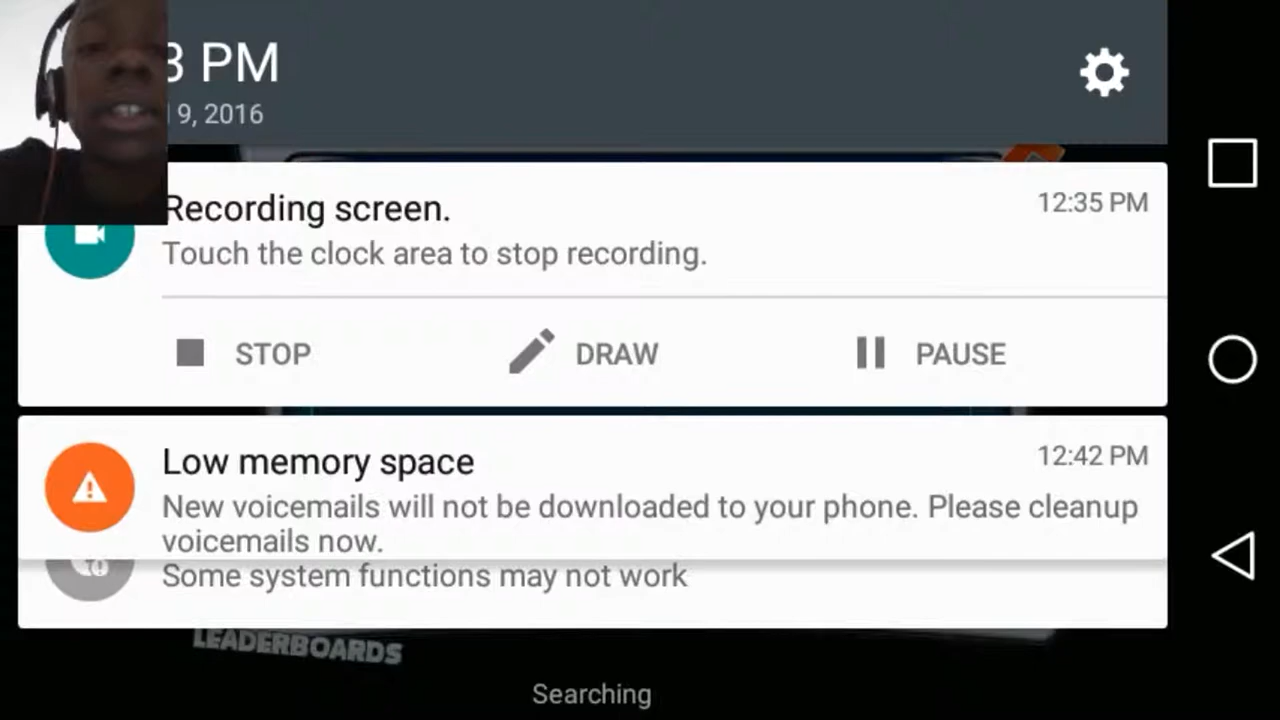 3 PM
9, 2016
Recording screen.
12:35 PM
Touch the clock area to stop recording.
STOP
DRAW
PAUSE
Low memory space
12:42 PM
New voicemails will not be downloaded to your phone. Please cleanup
voicemails now.
Some system functions may not work
LEADERBOARDS
Searching